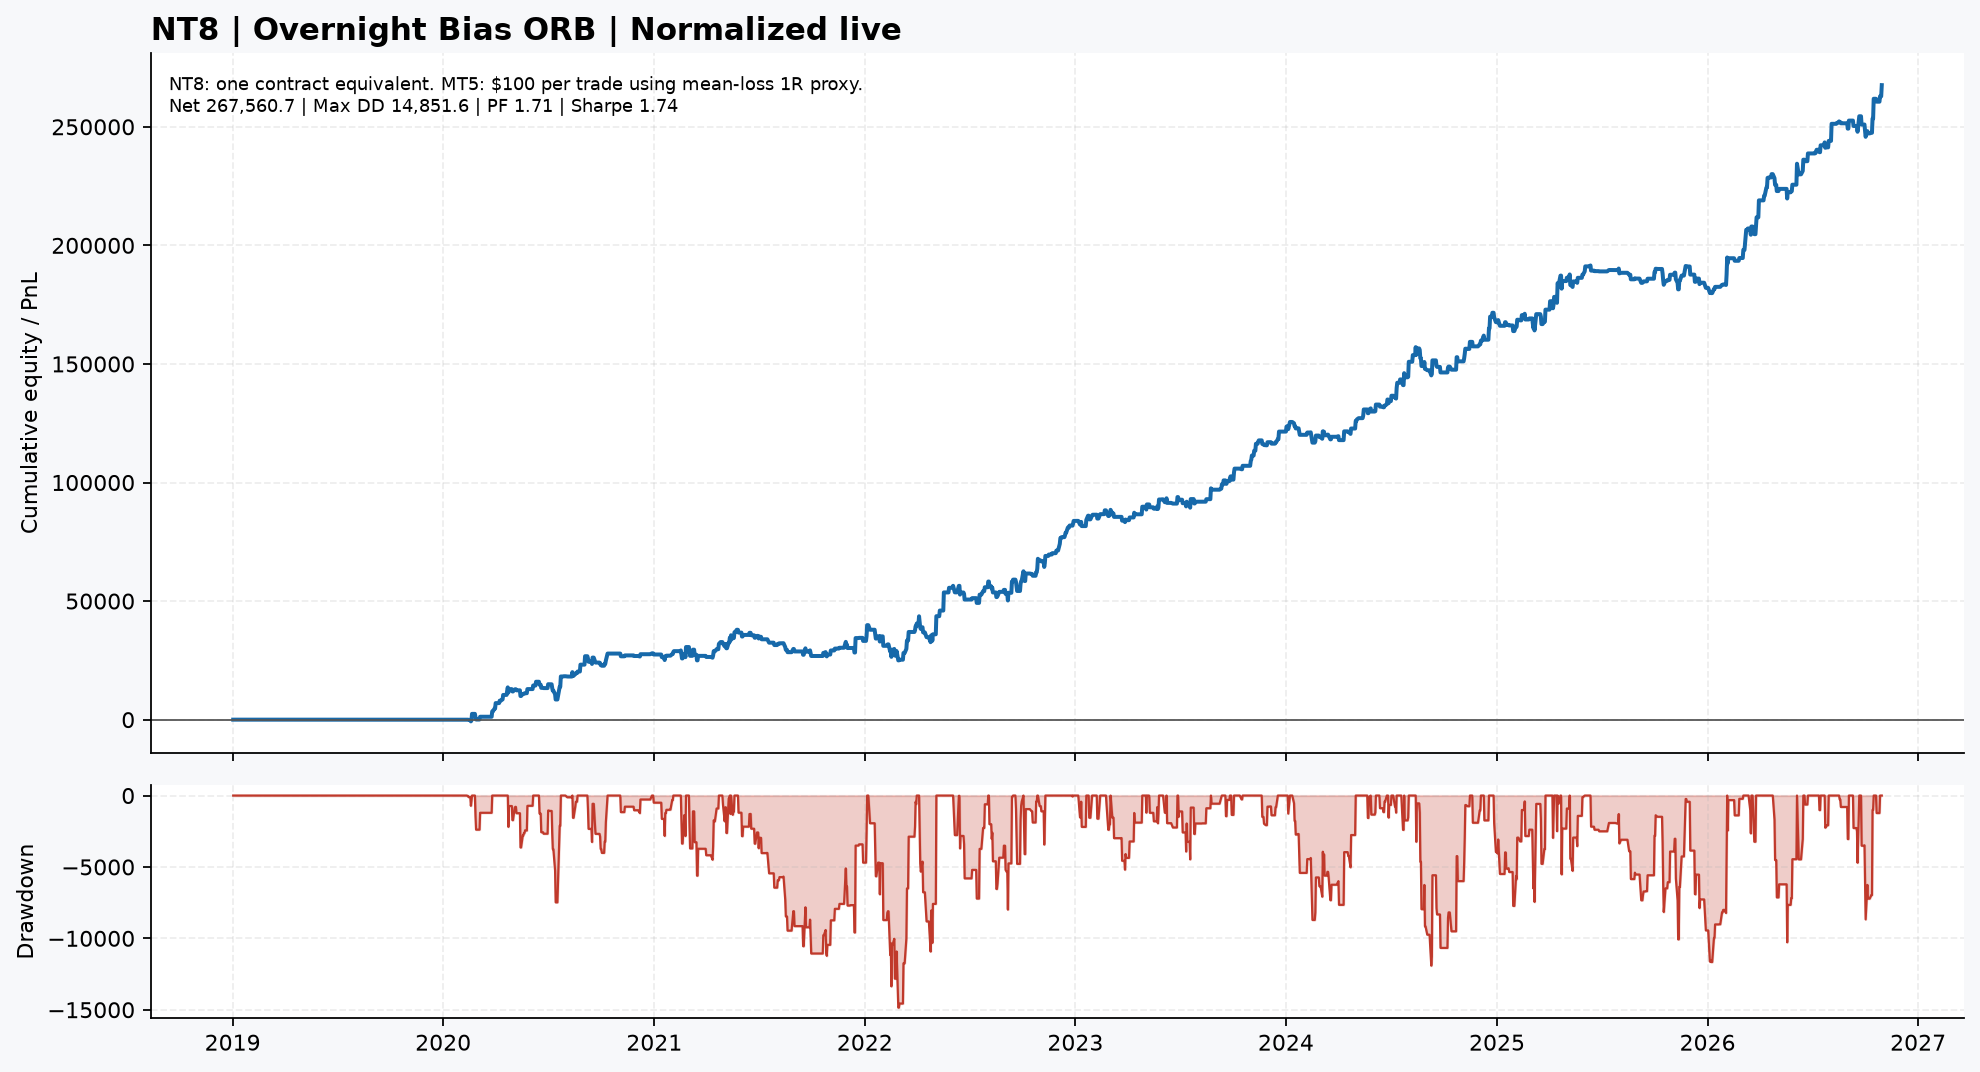 NT8 | Overnight Bias ORB | Normalized live
NT8: one contract equivalent. MT5: $100 per trade using mean-loss 1R proxy.
Net 267,560.7 | Max DD 14,851.6 | PF 1.71 | Sharpe 1.74
Cumulative equity / PnL
250000
200000
150000
100000
50000
0
Drawdown
0
−5000
−10000
−15000
2019 2020 2021 2022 2023 2024 2025 2026 2027